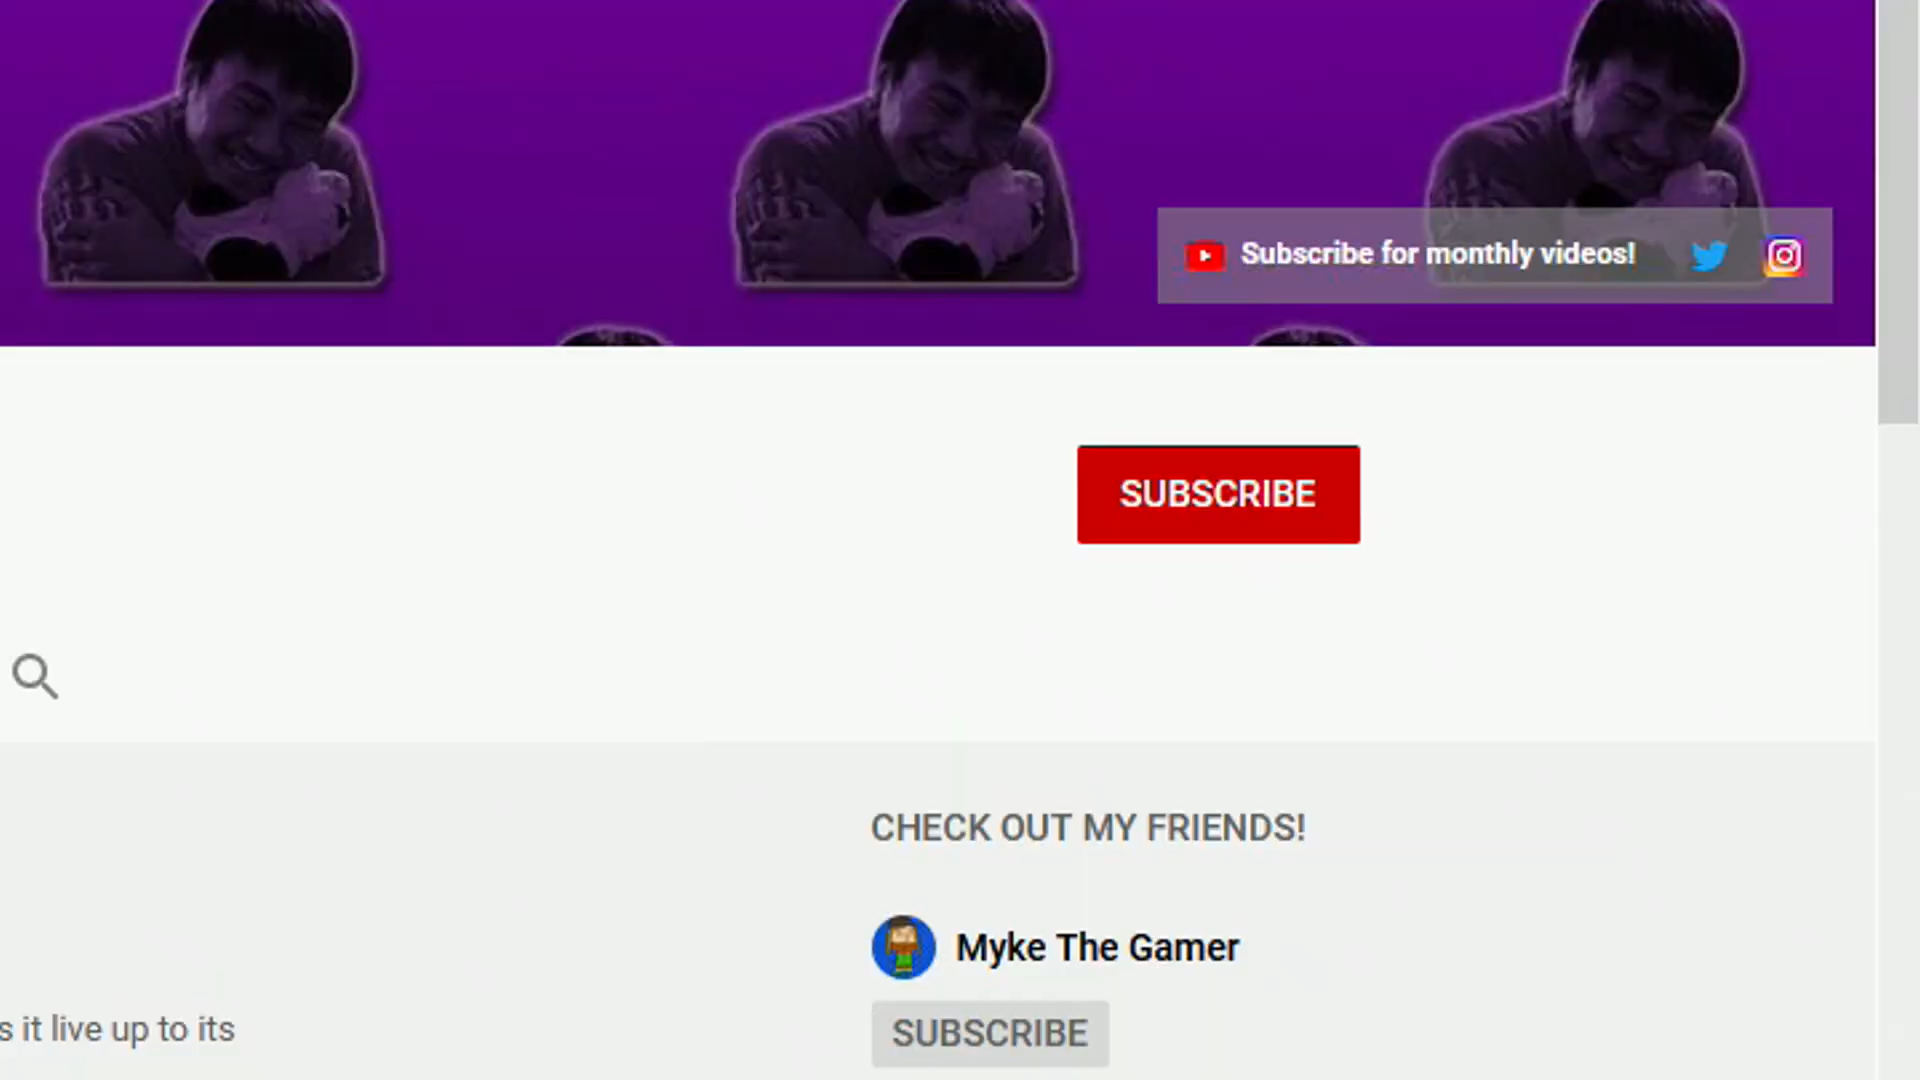 Subscribe for monthly videos!
SUBSCRIBE
CHECK OUT MY FRIENDS!
Myke The Gamer
s it live up to its
SUBSCRIBE